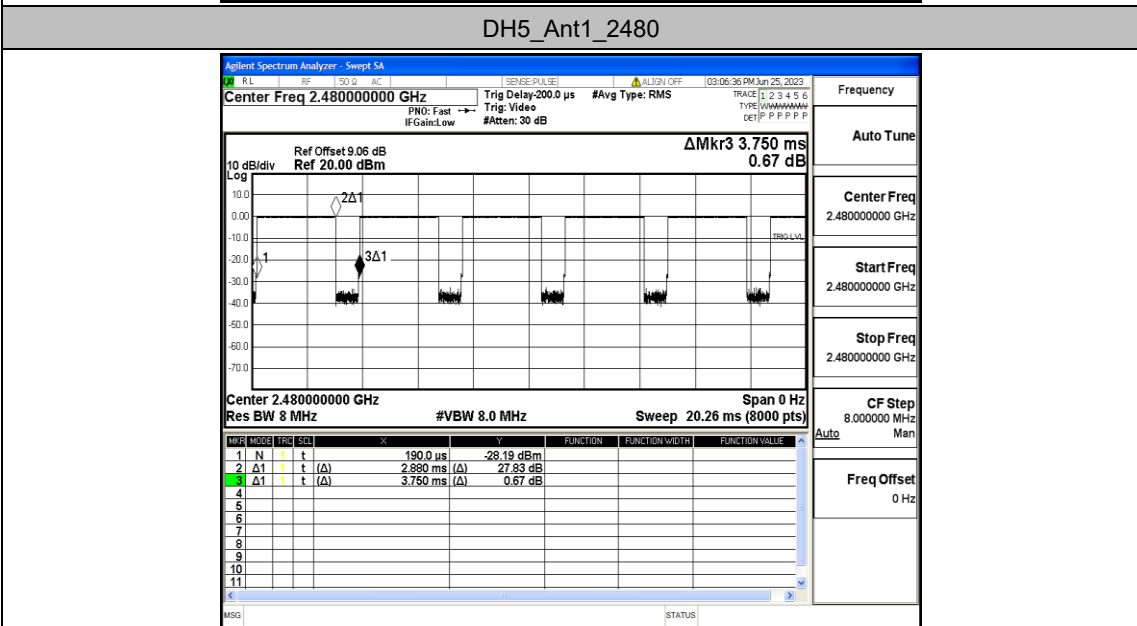 DH5_Ant1_2480
Agilent Spectrum Analyzer - Swept SA
RL RF 50 Ω AC SENSE:PULSE ALIGN OFF 03:06:36 PM Jun 25, 2023
Center Freq 2.480000000 GHz
PNO: Fast
IFGain:Low
Trig Delay-200.0 µs
Trig: Video
#Atten: 30 dB
#Avg Type: RMS
TRACE 1 2 3 4 5 6
TYPE
DET P P P P P P
ΔMkr3 3.750 ms
0.67 dB
Ref Offset 9.06 dB
10 dB/div Ref 20.00 dBm
Log
10.0
0.00
-10.0
-20.0
-30.0
-40.0
-50.0
-60.0
-70.0
2Δ1
TRIG LVL
1
3Δ1
Center 2.480000000 GHz Span 0 Hz
Res BW 8 MHz #VBW 8.0 MHz Sweep 20.26 ms (8000 pts)
MKR MODE TRC SCL X Y FUNCTION FUNCTION WIDTH FUNCTION VALUE
1 N 1 t 190.0 µs -28.19 dBm
2 Δ1 1 t (Δ) 2.880 ms (Δ) 27.83 dB
3 Δ1 1 t (Δ) 3.750 ms (Δ) 0.67 dB
4
5
6
7
8
9
10
11
MSG STATUS
Frequency
Auto Tune
Center Freq
2.480000000 GHz
Start Freq
2.480000000 GHz
Stop Freq
2.480000000 GHz
CF Step
8.000000 MHz
Auto Man
Freq Offset
0 Hz